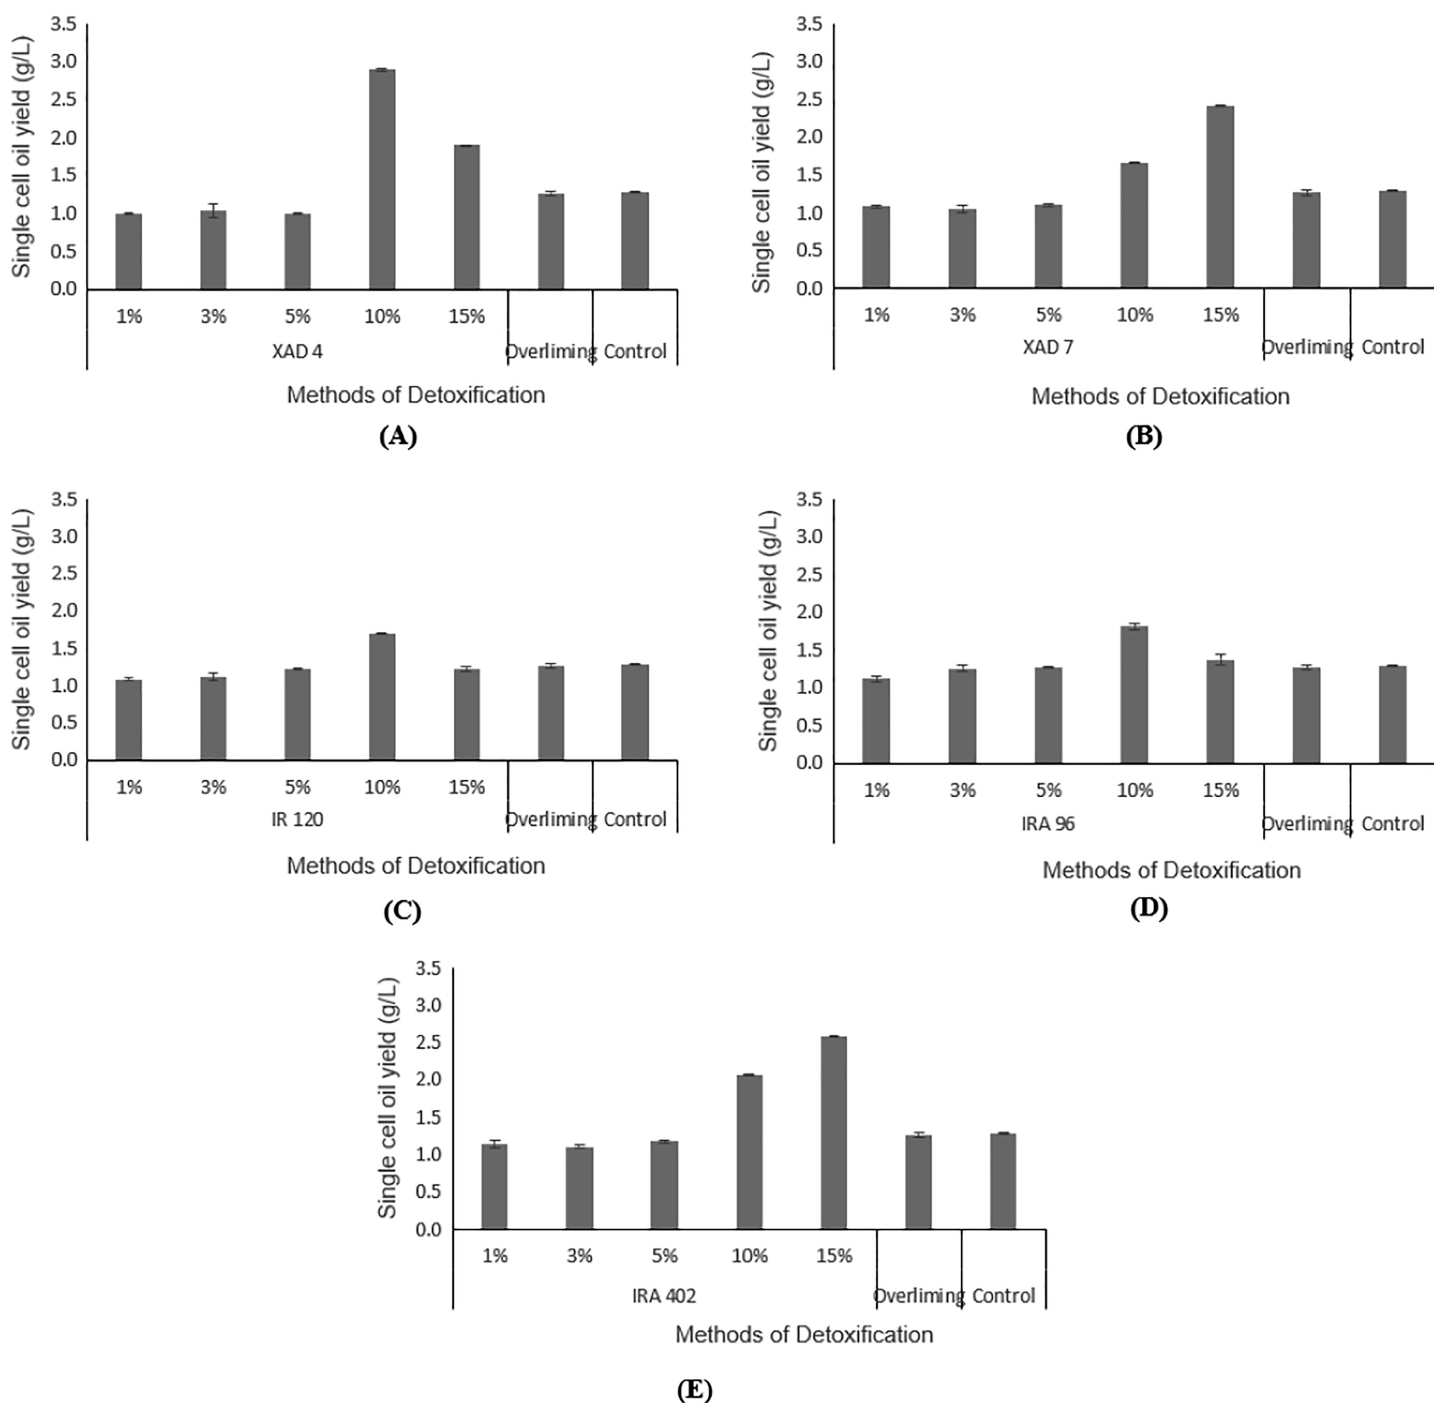 Single cell oil yield (g/L)
3.5
3.0
2.5
2.0
1.5
1.0
0.5
0.0
1% 3% 5% 10% 15%
XAD 4 Overliming Control
Methods of Detoxification
(A)
Single cell oil yield (g/L)
3.5
3.0
2.5
2.0
1.5
1.0
0.5
0.0
1% 3% 5% 10% 15%
XAD 7 Overliming Control
Methods of Detoxification
(B)
Single cell oil yield (g/L)
3.5
3.0
2.5
2.0
1.5
1.0
0.5
0.0
1% 3% 5% 10% 15%
IR 120 Overliming Control
Methods of Detoxification
(C)
Single cell oil yield (g/L)
3.5
3.0
2.5
2.0
1.5
1.0
0.5
0.0
1% 3% 5% 10% 15%
IRA 96 Overliming Control
Methods of Detoxification
(D)
Single cell oil yield (g/L)
3.5
3.0
2.5
2.0
1.5
1.0
0.5
0.0
1% 3% 5% 10% 15%
IRA 402 Overliming Control
Methods of Detoxification
(E)